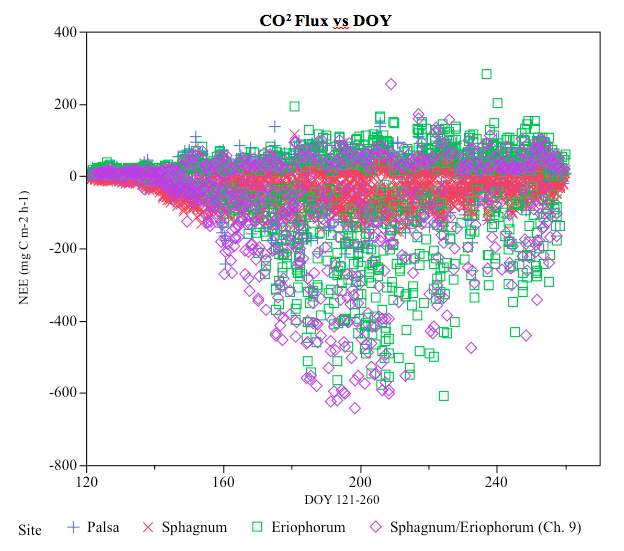 CO² Flux vs DOY
400
200
0
-200
-400
-600
-800
NEE (mg C m-2 h-1)
120
160
200
240
DOY 121-260
Site + Palsa × Sphagnum □ Eriophorum ◇ Sphagnum/Eriophorum (Ch. 9)